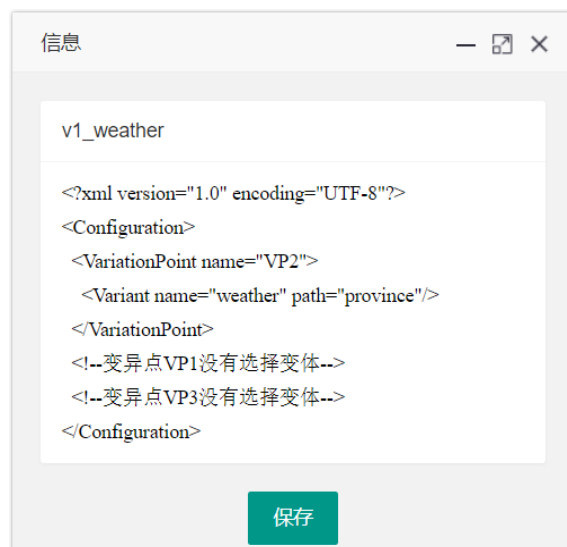 信息
v1_weather
<?xml version="1.0" encoding="UTF-8"?>
<Configuration>
<VariationPoint name="VP2">
<Variant name="weather" path="province"/>
</VariationPoint>
<!--变异点VP1没有选择变体-->
<!--变异点VP3没有选择变体-->
</Configuration>
保存